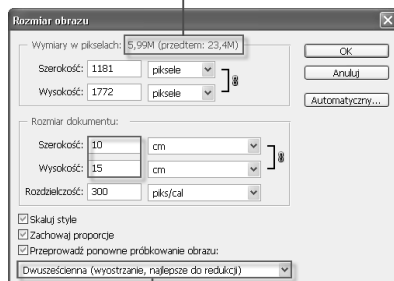 Rozmiar obrazu
Wymiary w pikselach: 5,99M (przedtem: 23,4M)
OK
Szerokość: 1181 piksele
Anuluj
Wysokość: 1772 piksele
Automatyczny...
Rozmiar dokumentu:
Szerokość: 10 cm
Wysokość: 15 cm
Rozdzielczość: 300 piks/cal
Skaluj style
Zachowaj proporcje
Przeprowadź ponowne próbkowanie obrazu:
Dwusześcienna (wyostrzanie, najlepsze do redukcji)